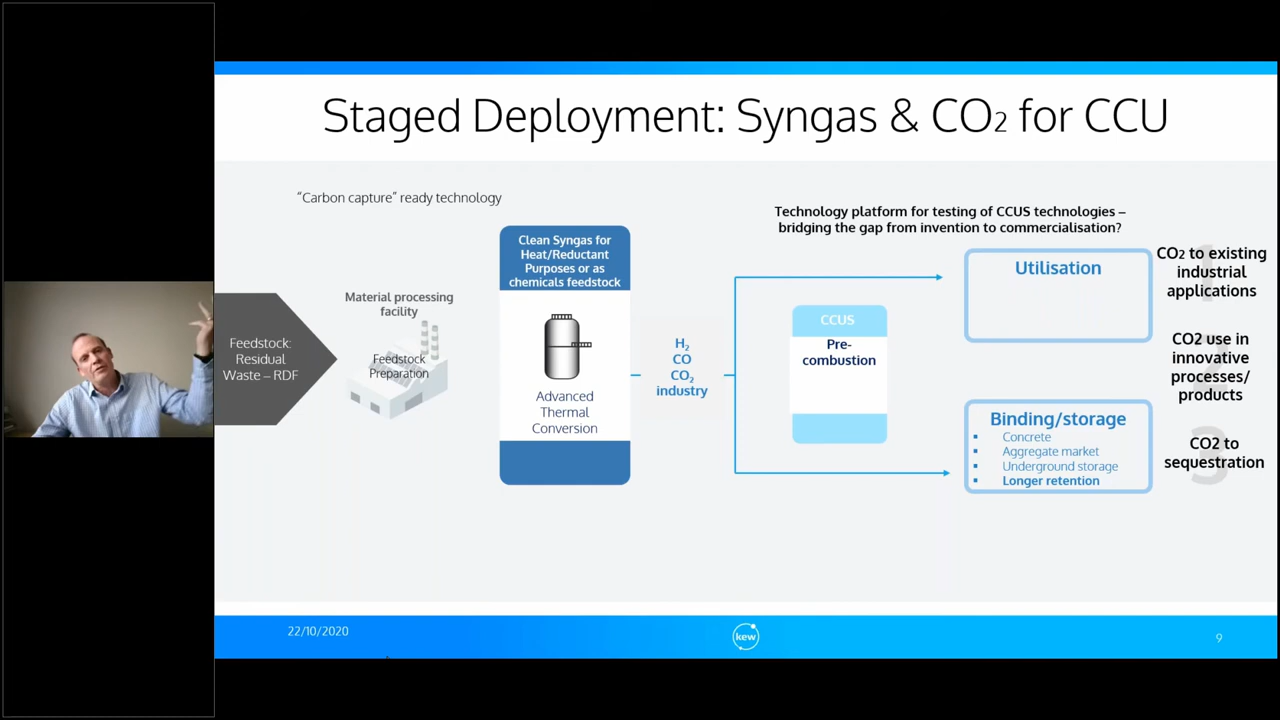 Staged Deployment: Syngas & CO2 for CCU
“Carbon capture” ready technology
Technology platform for testing of CCUS technologies –
bridging the gap from invention to commercialisation?
Feedstock:
Residual
Waste – RDF
Material processing
facility
Feedstock
Preparation
Clean Syngas for
Heat/Reductant
Purposes or as
chemicals feedstock
Advanced
Thermal
Conversion
H2
CO
CO2
industry
CCUS
Pre-
combustion
Utilisation
Binding/storage
▪ Concrete
▪ Aggregate market
▪ Underground storage
▪ Longer retention
1
CO2 to existing
industrial
applications
2
CO2 use in
innovative
processes/
products
3
CO2 to
sequestration
22/10/2020
kew
9